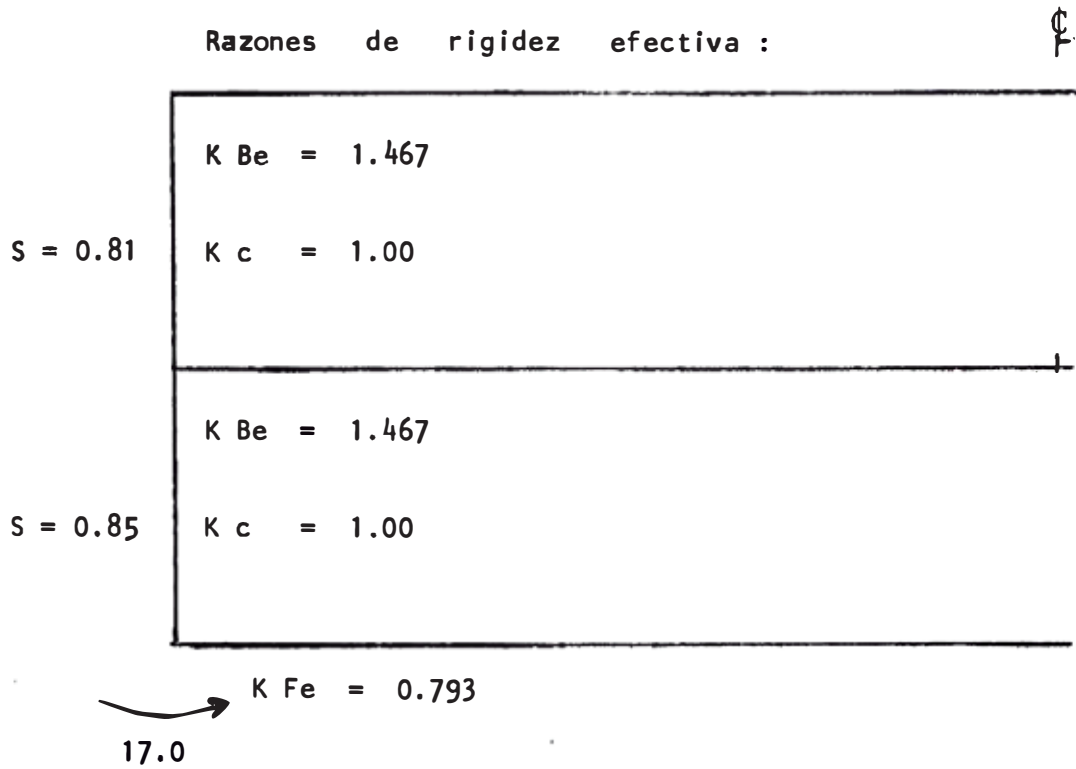 Razones de rigidez efectiva :
℄
K Be = 1.467
S = 0.81
K c = 1.00
K Be = 1.467
S = 0.85
K c = 1.00
K Fe = 0.793
17.0